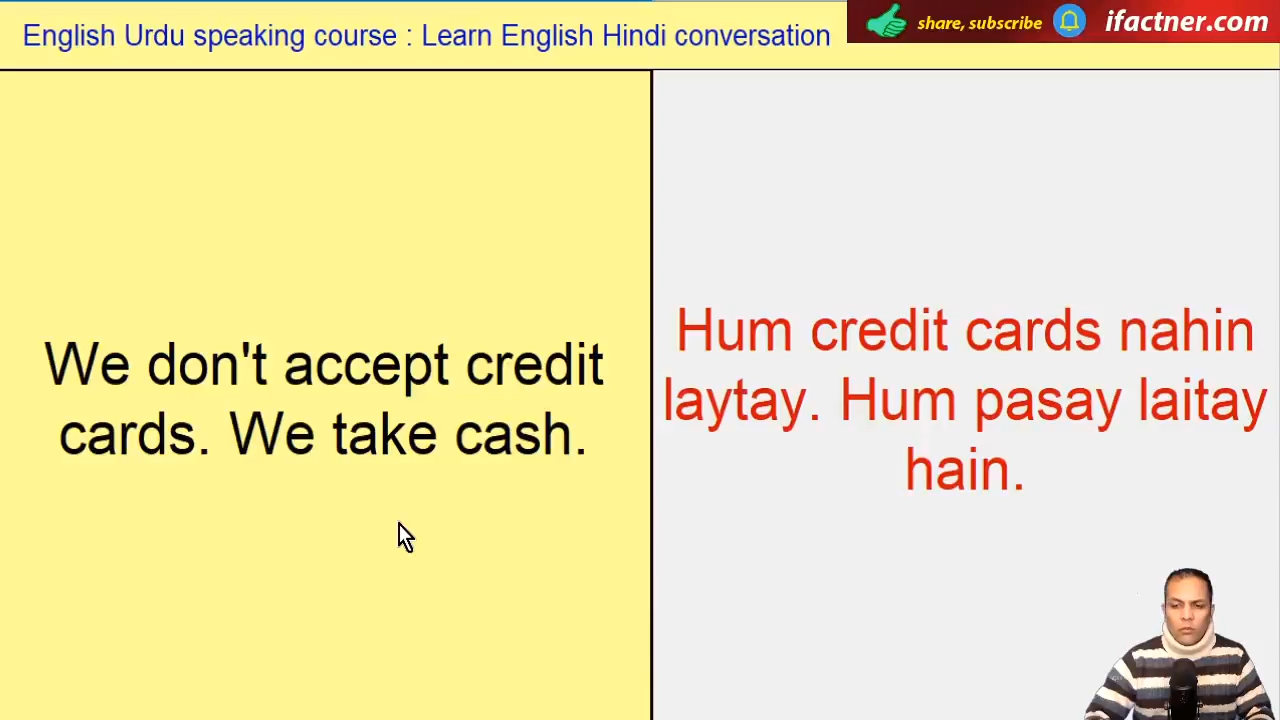 English Urdu speaking course : Learn English Hindi conversation
share, subscribe
ifactner.com
We don't accept credit
cards. We take cash.
Hum credit cards nahin
laytay. Hum pasay laitay
hain.